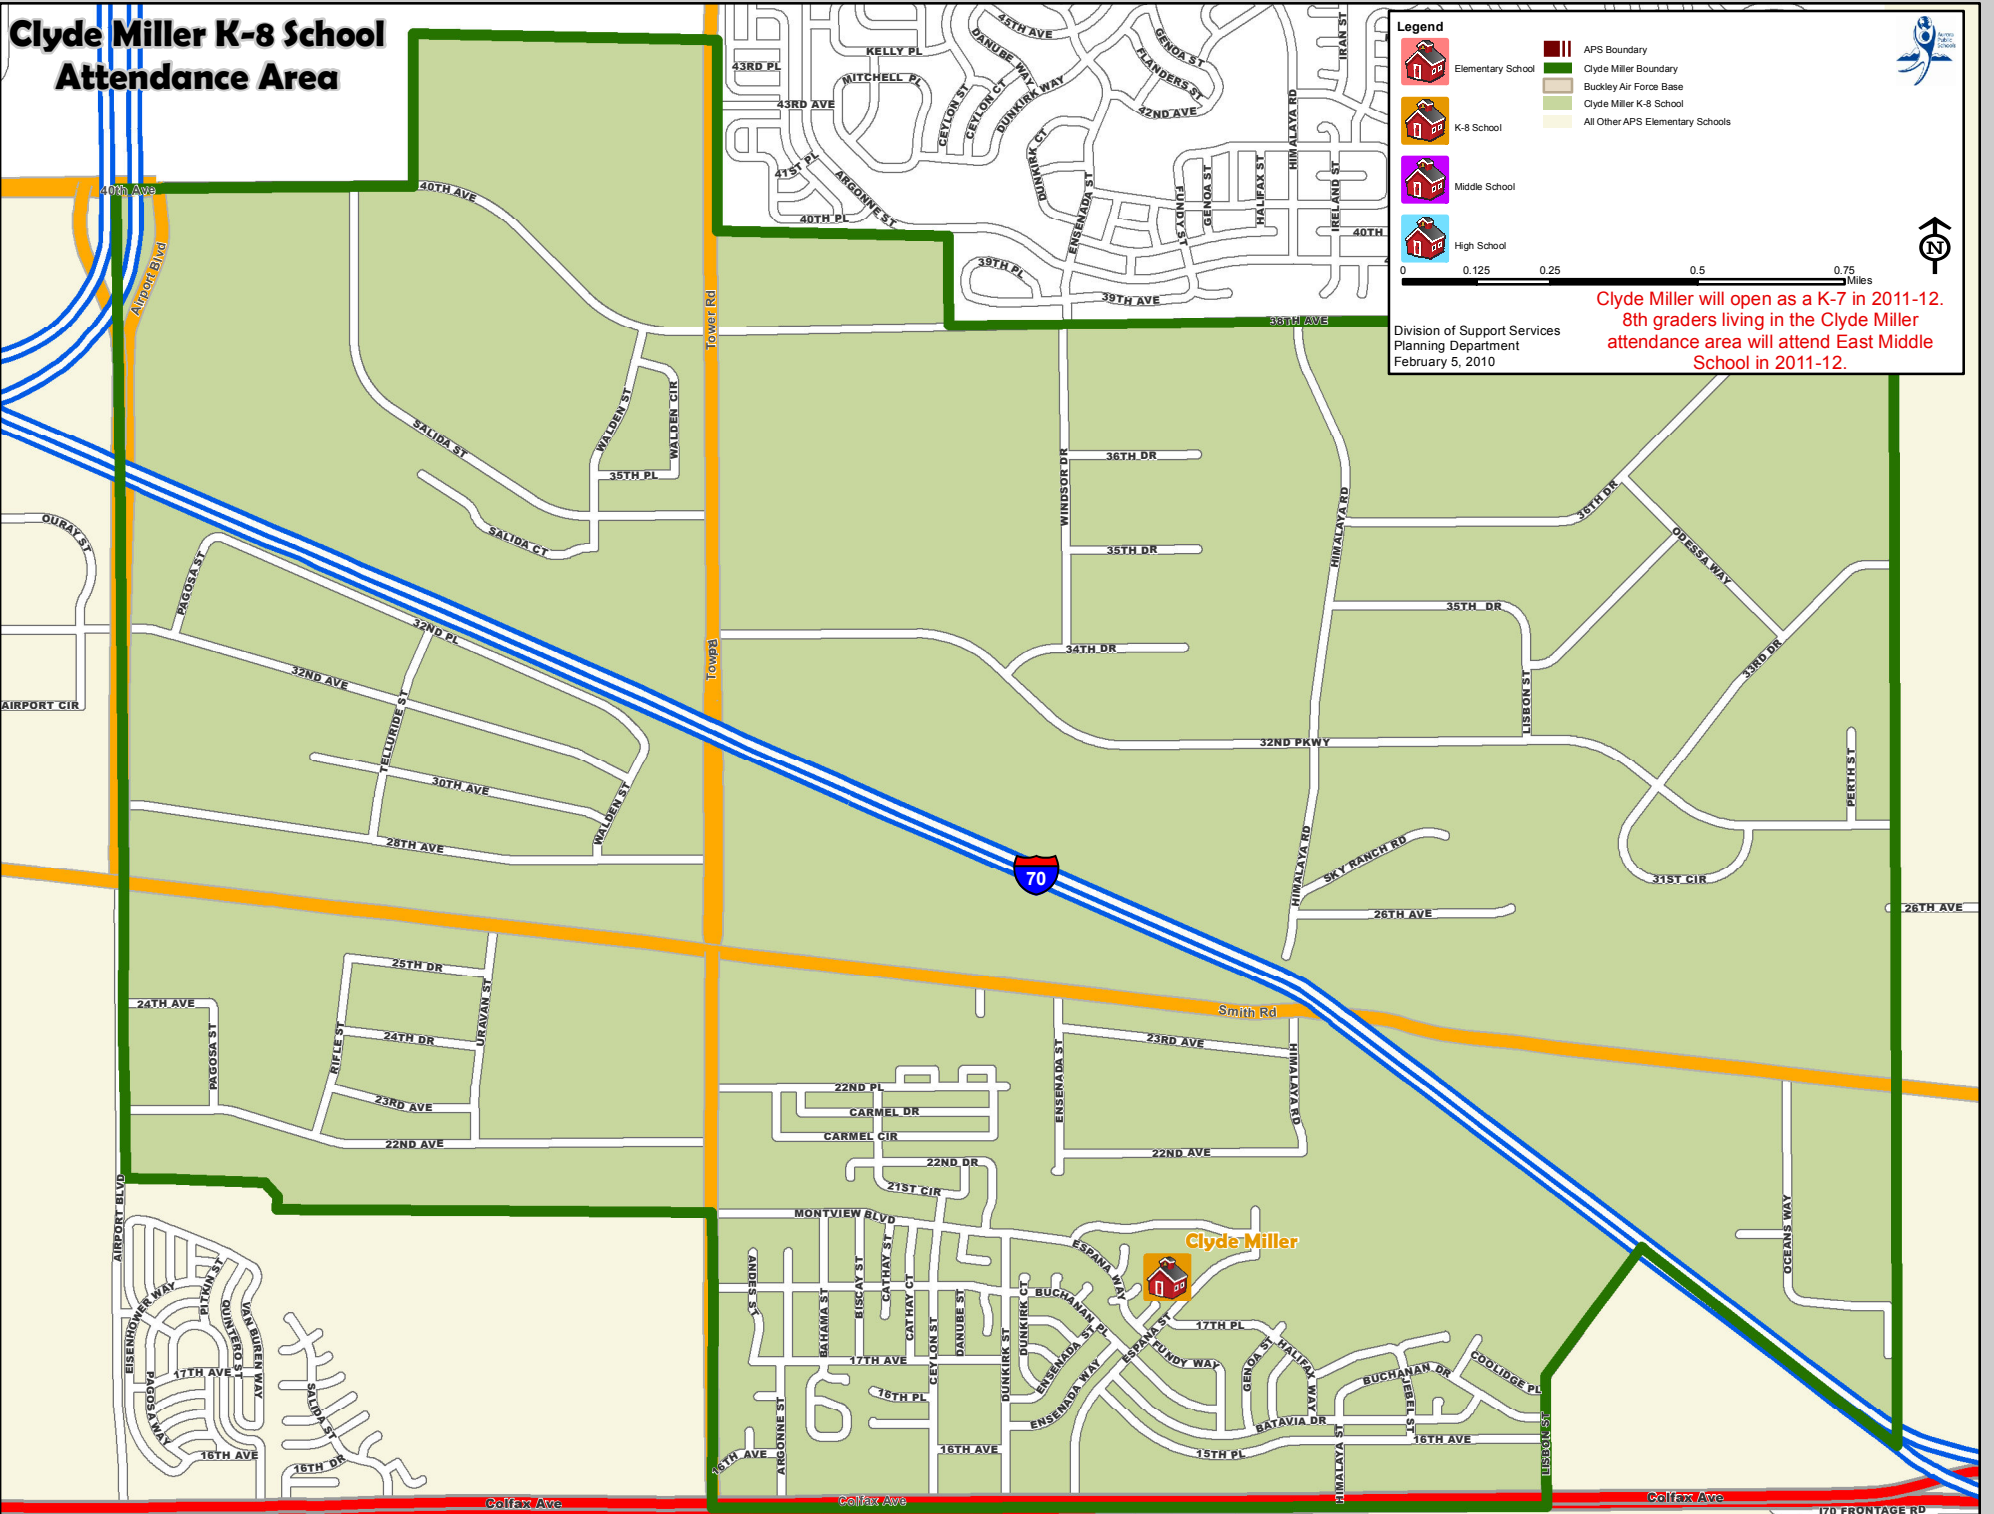 Clyde Miller K-8 School
Attendance Area
Legend
Elementary School
K-8 School
Middle School
High School
APS Boundary
Clyde Miller Boundary
Buckley Air Force Base
Clyde Miller K-8 School
All Other APS Elementary Schools
Aurora
Public
Schools
N
0 0.125 0.25 0.5 0.75
Miles
Division of Support Services
Planning Department
February 5, 2010
Clyde Miller will open as a K-7 in 2011-12.
8th graders living in the Clyde Miller
attendance area will attend East Middle
School in 2011-12.
45TH AVE
KELLY PL
DANUBE WAY
GENOA ST
FLANDERS ST
IRAN ST
43RD PL
MITCHELL PL
43RD AVE
CEYLON ST
CEYLON CT
DUNKIRK WAY
42ND AVE
HIMALAYA RD
DUNKIRK CT
41ST PL
ARGONNE ST
40TH PL
ENSENADA ST
FUNDY ST
GENOA ST
HALIFAX ST
IRELAND ST
40TH
39TH PL
39TH AVE
38TH AVE
40th Ave
40TH AVE
Airport Blvd
Tower Rd
WALDEN ST
WALDEN CIR
35TH PL
SALIDA ST
SALIDA CT
WINDSOR DR
36TH DR
35TH DR
34TH DR
HIMALAYA RD
36TH DR
ODESSA WAY
35TH DR
33RD DR
LISBON ST
32ND PKWY
PERTH ST
31ST CIR
OURAY ST
AIRPORT CIR
PAGOSA ST
32ND PL
32ND AVE
TELLURIDE ST
30TH AVE
WALDEN ST
28TH AVE
70
HIMALAYA RD
SKY RANCH RD
26TH AVE
26TH AVE
Smith Rd
25TH DR
24TH AVE
PAGOSA ST
RIFLE ST
24TH DR
URAVAN ST
23RD AVE
22ND AVE
23RD AVE
ENSENADA ST
HIMALAYA RD
22ND PL
CARMEL DR
CARMEL CIR
22ND AVE
22ND DR
21ST CIR
MONTVIEW BLVD
Clyde Miller
ESPANA WAY
ANDES ST
BAHAMA ST
BISCAY ST
CATHAY ST
CATHAY CT
CEYLON ST
DANUBE ST
DUNKIRK ST
DUNKIRK CT
BUCHANAN PL
ENSENADA ST
ENSENADA WAY
ESPANA ST
FUNDY WAY
17TH PL
GENOA ST
HALIFAX WAY
BUCHANAN DR
JEBEL ST
COOLIDGE PL
OCEANS WAY
17TH AVE
16TH PL
16TH AVE
ARGONNE ST
16TH AVE
BATAVIA DR
15TH PL
HIMALAYA ST
16TH AVE
LISBON ST
AIRPORT BLVD
EISENHOWER WAY
PITKIN ST
QUINTERO ST
VAN BUREN WAY
17TH AVE
PAGOSA WAY
16TH AVE
SALIDA ST
16TH DR
Colfax Ave
Colfax Ave
Colfax Ave
I70 FRONTAGE RD